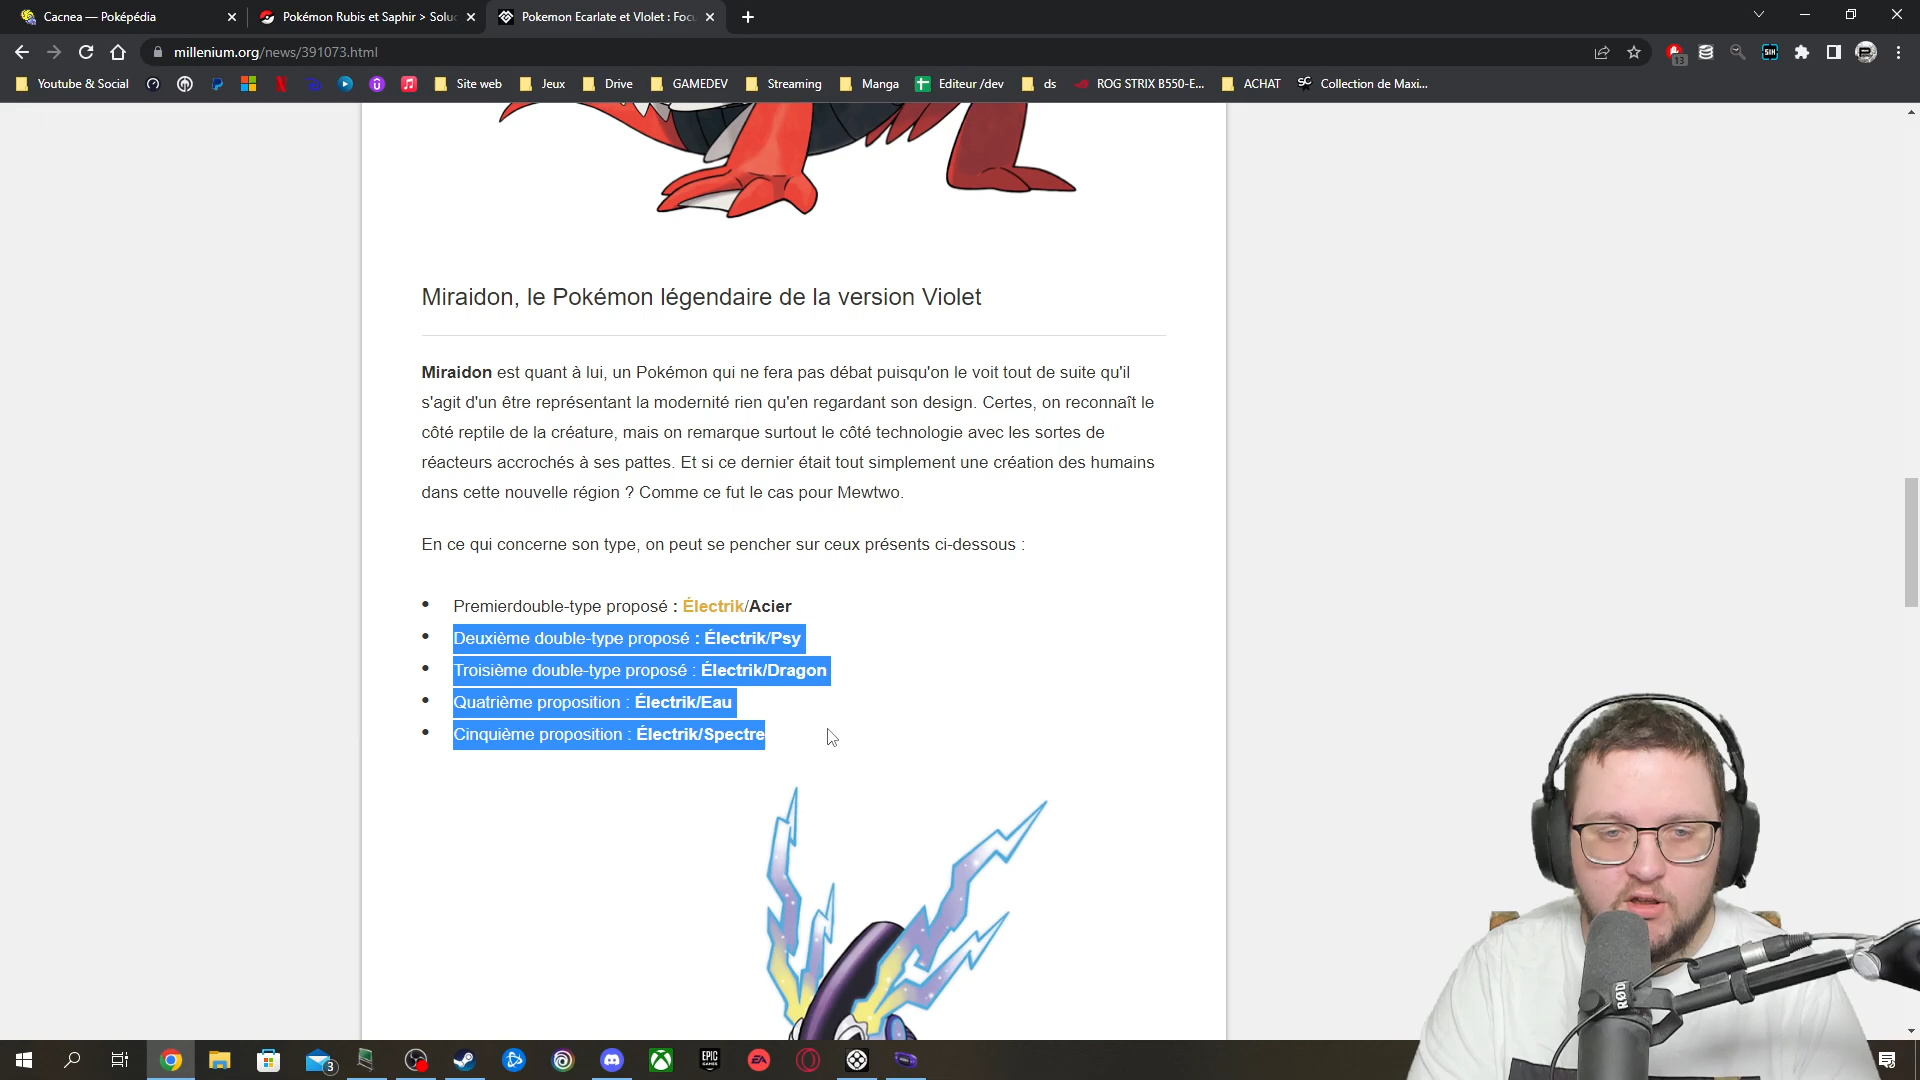 Cacnea — Poképédia
Pokémon Rubis et Saphir > Soluc
Pokemon Ecarlate et VIolet : Focu
millenium.org/news/391073.html
13
SIH
Youtube & Social
Site web
Jeux
Drive
GAMEDEV
Streaming
Manga
Editeur /dev
ds
ROG STRIX B550-E...
ACHAT
Collection de Maxi...
Miraidon, le Pokémon légendaire de la version Violet
Miraidon est quant à lui, un Pokémon qui ne fera pas débat puisqu'on le voit tout de suite qu'il
s'agit d'un être représentant la modernité rien qu'en regardant son design. Certes, on reconnaît le
côté reptile de la créature, mais on remarque surtout le côté technologie avec les sortes de
réacteurs accrochés à ses pattes. Et si ce dernier était tout simplement une création des humains
dans cette nouvelle région ? Comme ce fut le cas pour Mewtwo.
En ce qui concerne son type, on peut se pencher sur ceux présents ci-dessous :
Premierdouble-type proposé : Électrik/Acier
Deuxième double-type proposé : Électrik/Psy
Troisième double-type proposé : Électrik/Dragon
Quatrième proposition : Électrik/Eau
Cinquième proposition : Électrik/Spectre
RØDE
3
EPIC GAMES
EA